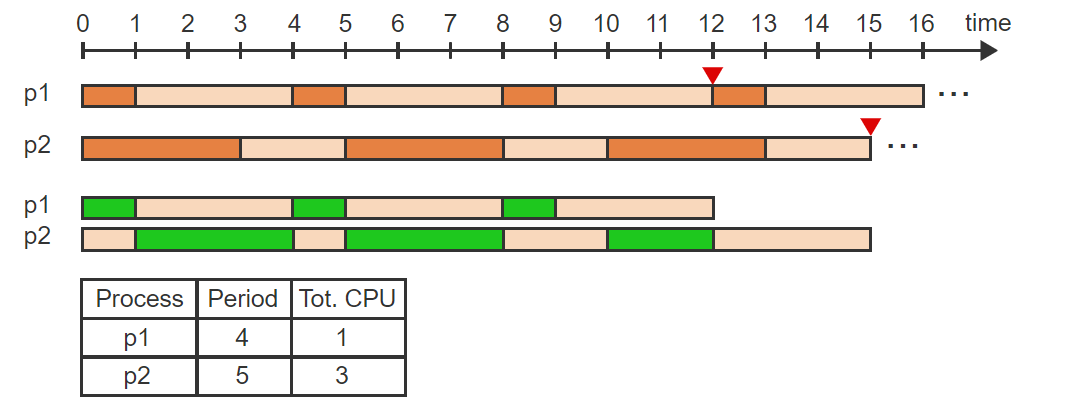 0 1 2 3 4 5 6 7 8 9 10 11 12 13 14 15 16 time
p1 ...
p2 ...
p1
p2
Process Period Tot. CPU
p1 4 1
p2 5 3